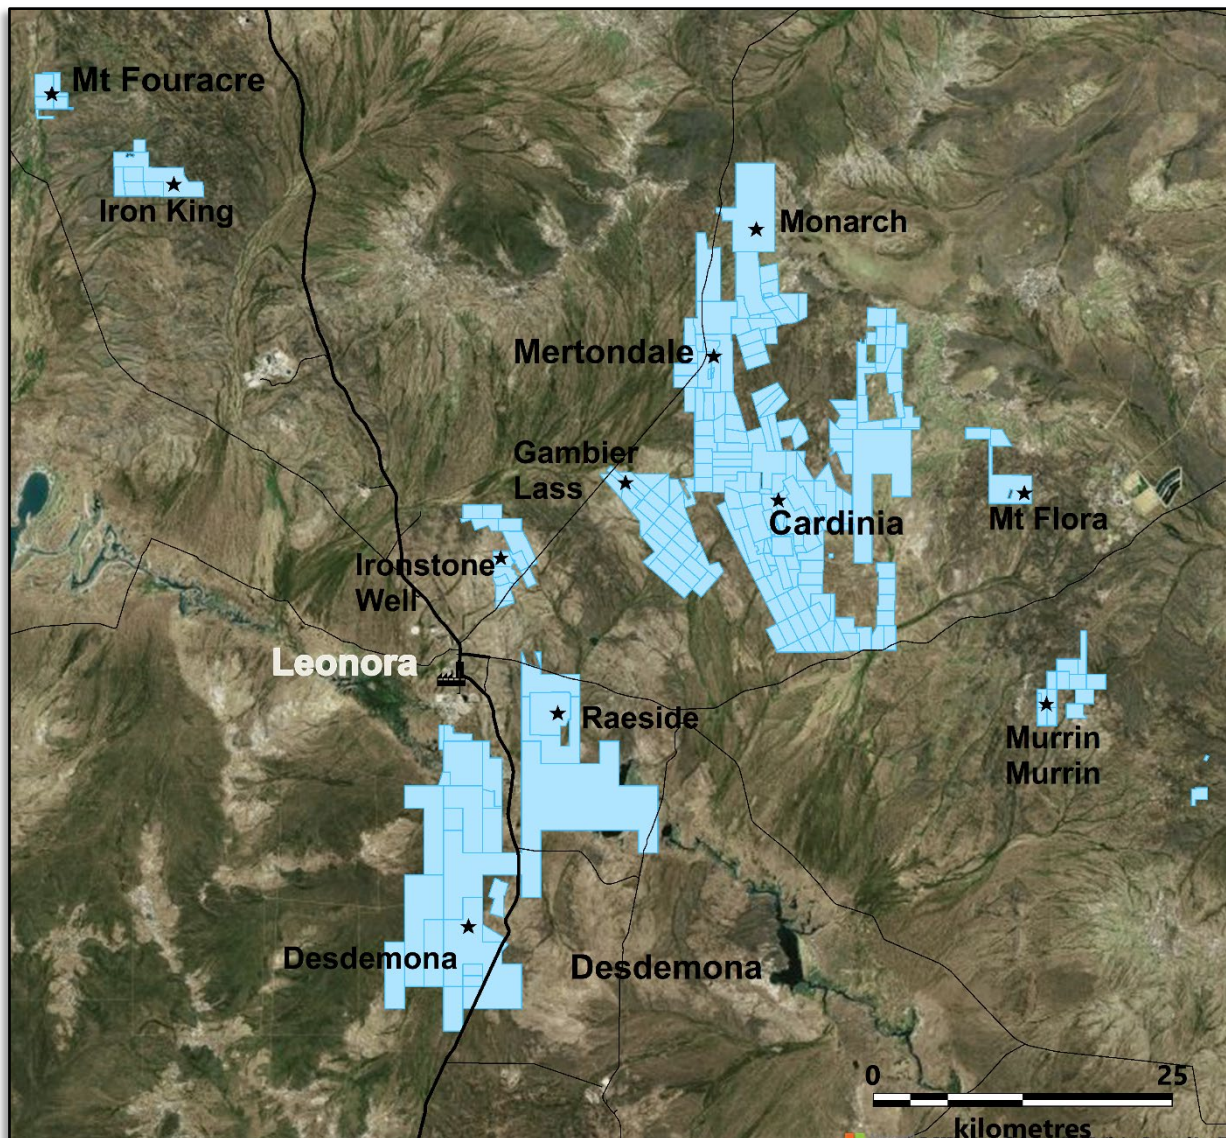 Mt Fouracre
Iron King
Monarch
Mertondale
Gambier
Lass
Cardinia
Mt Flora
Ironstone
Well
Leonora
Raeside
Murrin
Murrin
Desdemona
Desdemona
0 25
kilometres